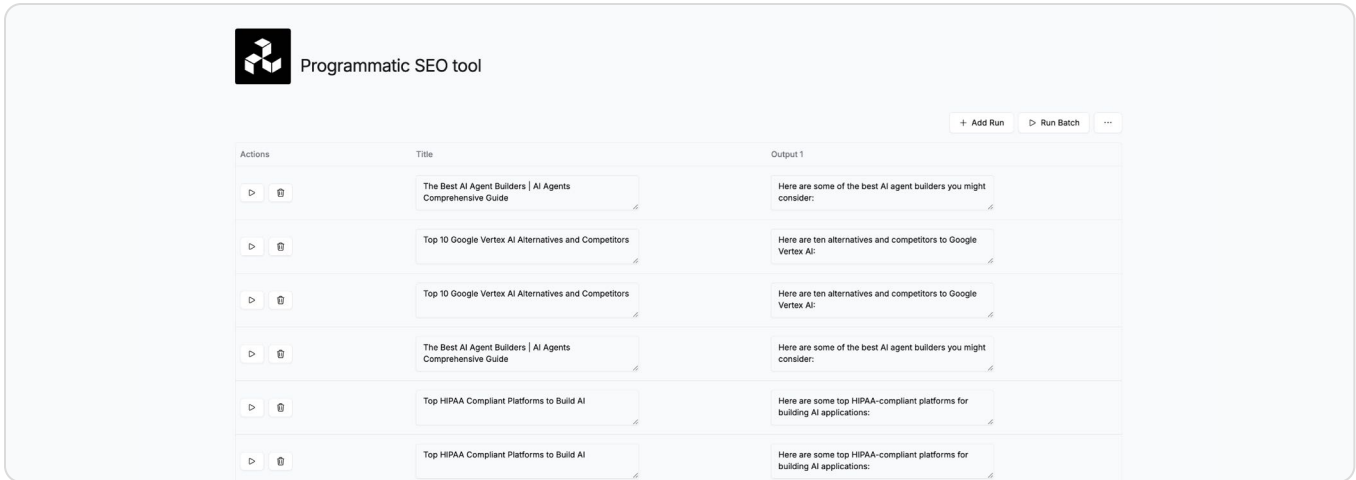 Programmatic SEO tool
+ Add Run
Run Batch
...
Actions
Title
Output 1
The Best AI Agent Builders | AI Agents
Comprehensive Guide
Here are some of the best AI agent builders you might
consider:
Top 10 Google Vertex AI Alternatives and Competitors
Here are ten alternatives and competitors to Google
Vertex AI:
Top 10 Google Vertex AI Alternatives and Competitors
Here are ten alternatives and competitors to Google
Vertex AI:
The Best AI Agent Builders | AI Agents
Comprehensive Guide
Here are some of the best AI agent builders you might
consider:
Top HIPAA Compliant Platforms to Build AI
Here are some top HIPAA-compliant platforms for
building AI applications:
Top HIPAA Compliant Platforms to Build AI
Here are some top HIPAA-compliant platforms for
building AI applications: